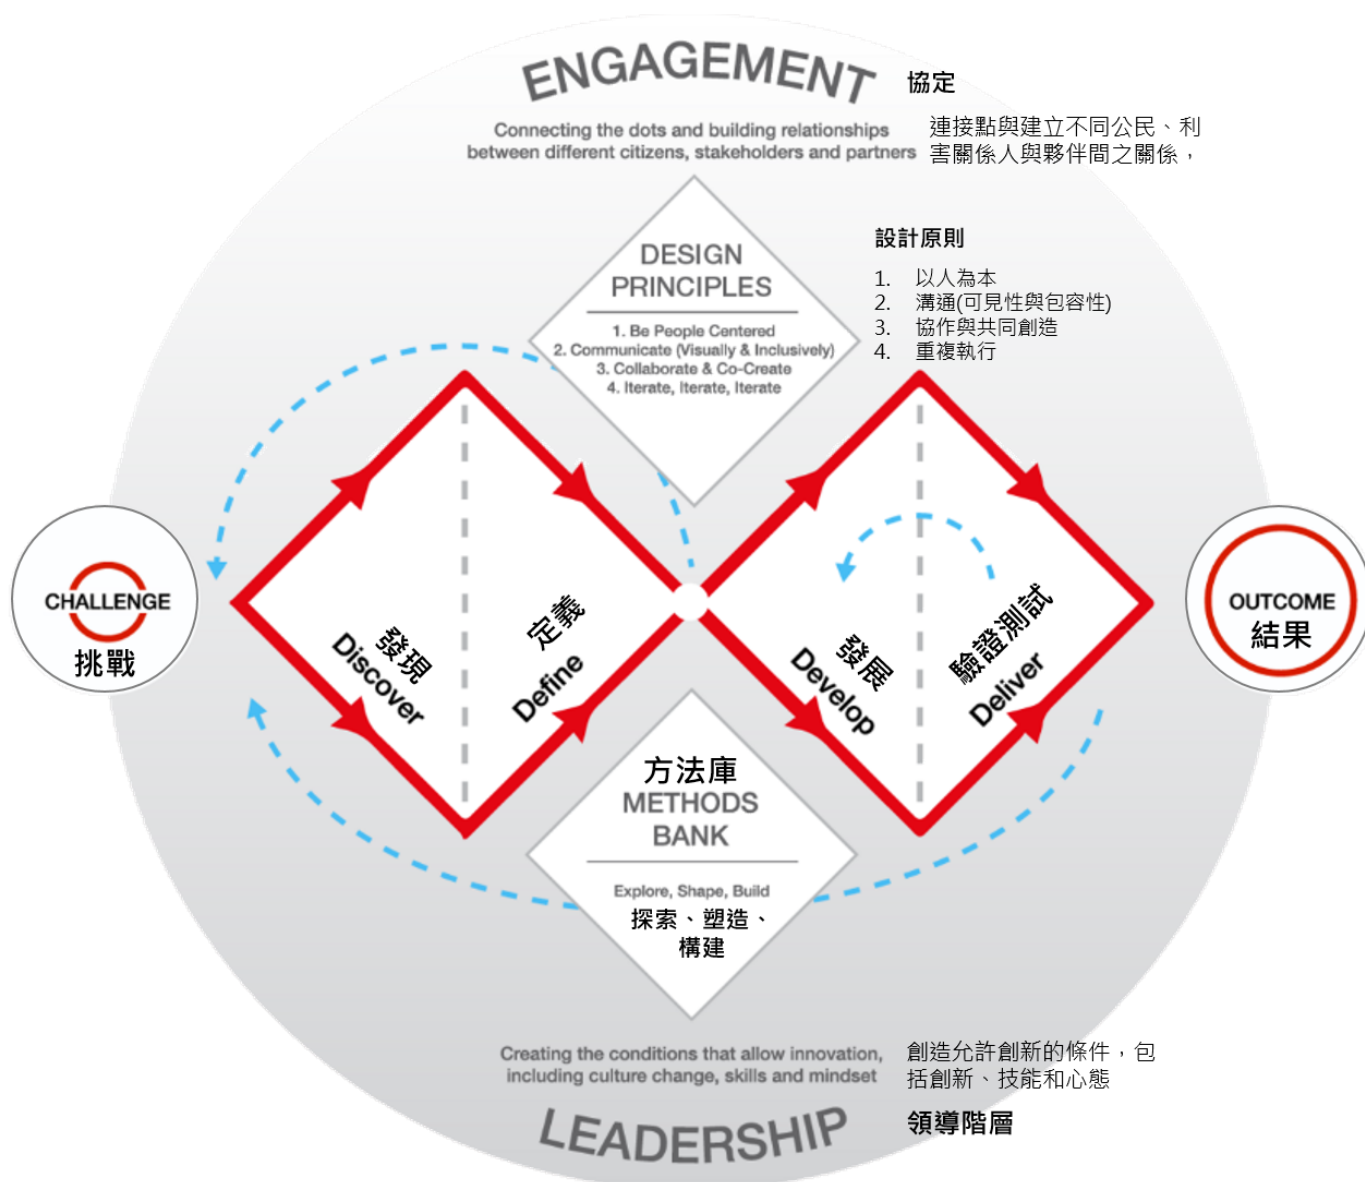 ENGAGEMENT
協定
Connecting the dots and building relationships
between different citizens, stakeholders and partners
連接點與建立不同公民、利
害關係人與夥伴間之關係，
DESIGN
PRINCIPLES
1. Be People Centered
2. Communicate (Visually & Inclusively)
3. Collaborate & Co-Create
4. Iterate, Iterate, Iterate
設計原則
1. 以人為本
2. 溝通(可見性與包容性)
3. 協作與共同創造
4. 重複執行
CHALLENGE
挑戰
發現
Discover
定義
Define
發展
Develop
驗證測試
Deliver
OUTCOME
結果
方法庫
METHODS
BANK
Explore, Shape, Build
探索、塑造、
構建
Creating the conditions that allow innovation,
including culture change, skills and mindset
創造允許創新的條件，包
括創新、技能和心態
LEADERSHIP
領導階層